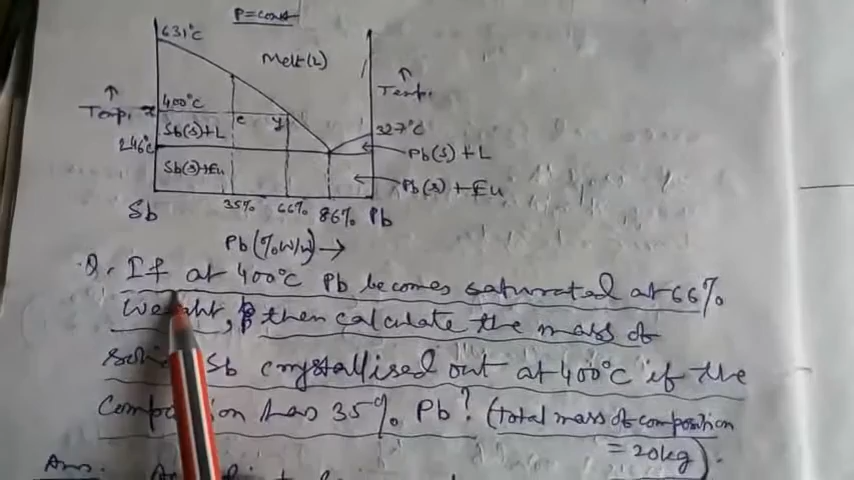 P=const
631°C
Melt(L)
↑
Temp.
↑
Temp.
x
400°C
e
y
327°C
Sb(s)+L
246°C
Pb(s)+L
Sb(s)+Eu
Pb(s)+Eu
Sb
35%
66%
86%
Pb
Pb(%w/w)→
Q. If at 400°C Pb becomes saturated at 66%
weight, then calculate the mass of
Sb crystallised out at 400°C if the
has 35% Pb? (total mass of composition
= 20kg).
Ans.